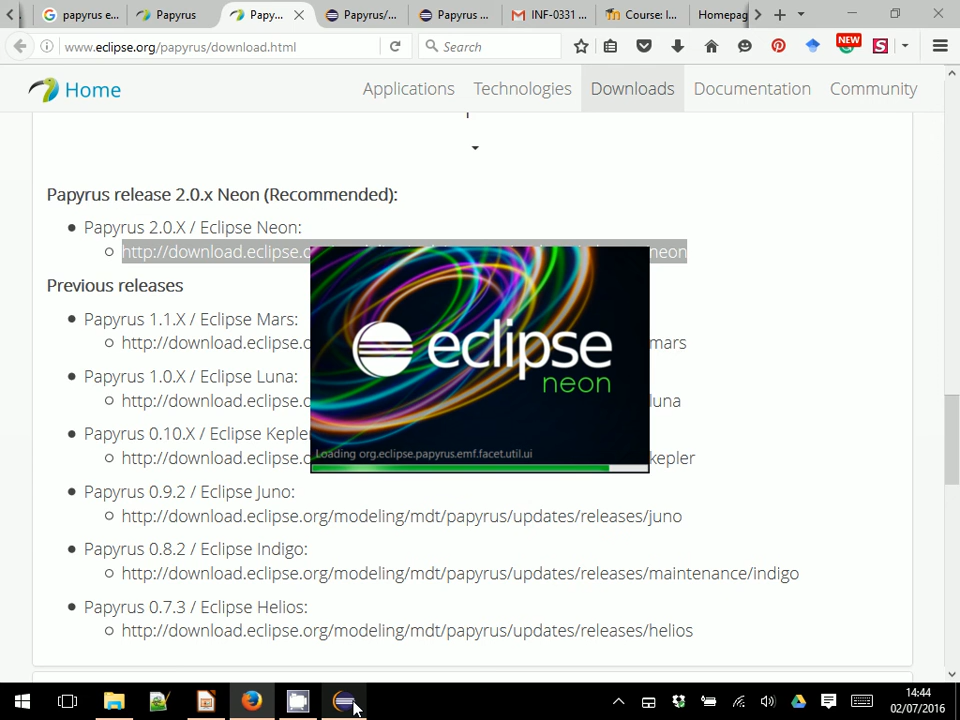 papyrus e...
Papyrus
Papy...
Papyrus/...
Papyrus ...
INF-0331 ...
Course: I...
Homepag
www.eclipse.org/papyrus/download.html
Search
NEW
S
Home
Applications
Technologies
Downloads
Documentation
Community
Papyrus release 2.0.x Neon (Recommended):
Papyrus 2.0.X / Eclipse Neon:
http://download.eclipse.o
neon
Previous releases
Papyrus 1.1.X / Eclipse Mars:
http://download.eclipse.o
mars
Papyrus 1.0.X / Eclipse Luna:
http://download.eclipse.o
luna
Papyrus 0.10.X / Eclipse Kepler
http://download.eclipse.o
kepler
eclipse
neon
Loading org.eclipse.papyrus.emf.facet.util.ui
Papyrus 0.9.2 / Eclipse Juno:
http://download.eclipse.org/modeling/mdt/papyrus/updates/releases/juno
Papyrus 0.8.2 / Eclipse Indigo:
http://download.eclipse.org/modeling/mdt/papyrus/updates/releases/maintenance/indigo
Papyrus 0.7.3 / Eclipse Helios:
http://download.eclipse.org/modeling/mdt/papyrus/updates/releases/helios
14:44
02/07/2016